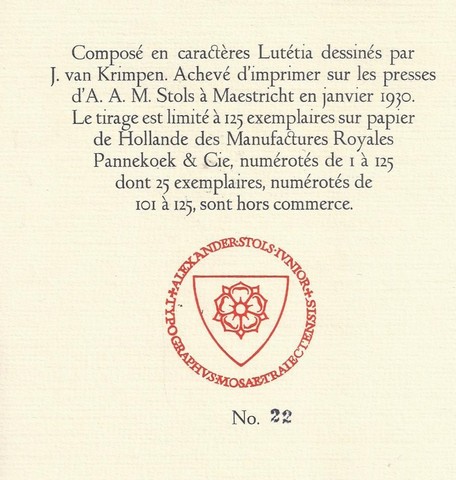 Composé en caractères Lutétia dessinés par
J. van Krimpen. Achevé d'imprimer sur les presses
d'A. A. M. Stols à Maestricht en janvier 1930.
Le tirage est limité à 125 exemplaires sur papier
de Hollande des Manufactures Royales
Pannekoek & Cie, numérotés de 1 à 125
dont 25 exemplaires, numérotés de
101 à 125, sont hors commerce.
ALEXANDER·STOLS·IVNIOR+
TYPOGRAPHVS·MOSAETRAIECTENSIS+
No. 22